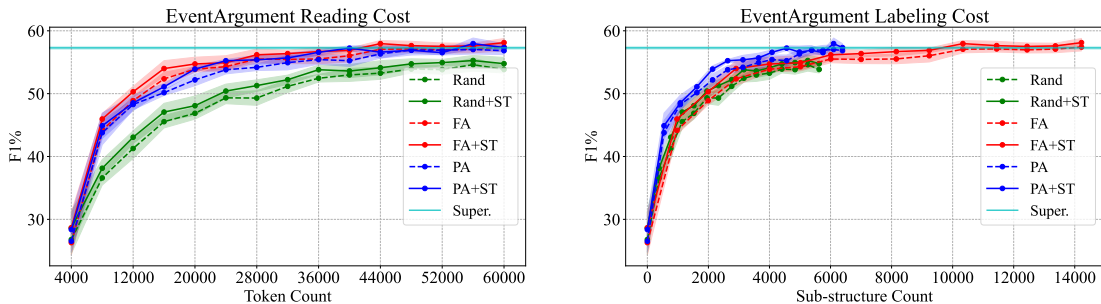 EventArgument Reading Cost
60
50
40
30
F1%
4000 12000 20000 28000 36000 44000 52000 60000
Token Count
Rand
Rand+ST
FA
FA+ST
PA
PA+ST
Super.
EventArgument Labeling Cost
60
50
40
30
F1%
0 2000 4000 6000 8000 10000 12000 14000
Sub-structure Count
Rand
Rand+ST
FA
FA+ST
PA
PA+ST
Super.